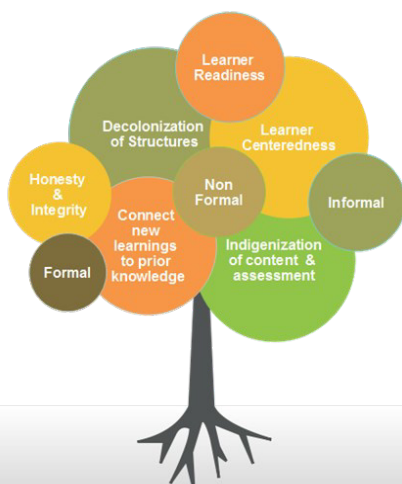 Learner
Readiness
Decolonization
of Structures
Learner
Centeredness
Honesty
&
Integrity
Non
Formal
Informal
Connect
new
learnings
to prior
knowledge
Formal
Indigenization
of content &
assessment